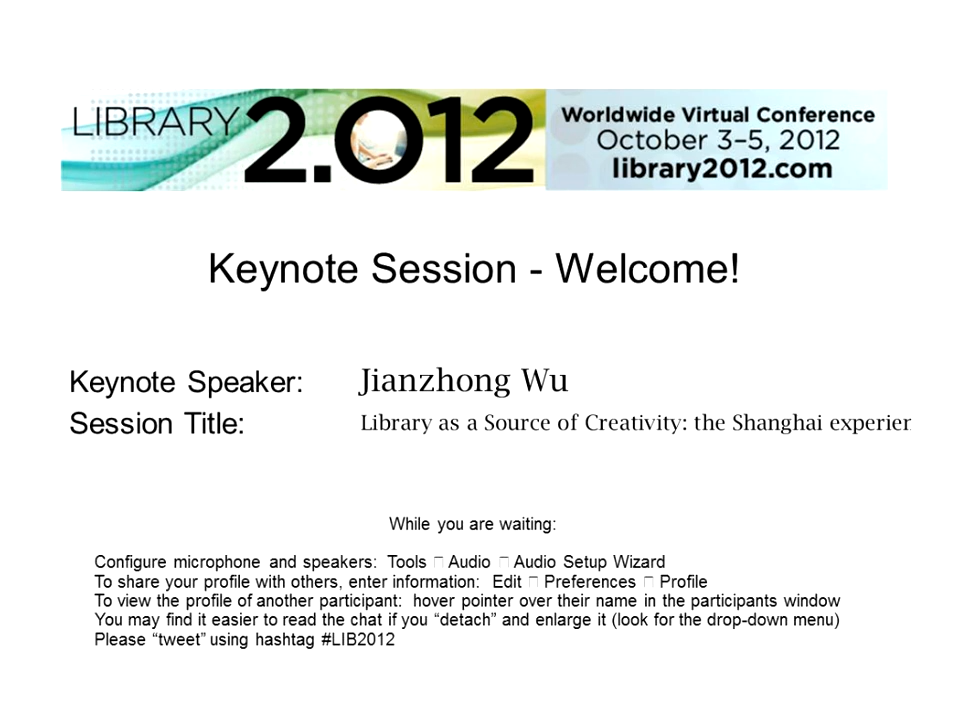 LIBRARY 2.012
Worldwide Virtual Conference
October 3–5, 2012
library2012.com
Keynote Session - Welcome!
Keynote Speaker: Jianzhong Wu
Session Title: Library as a Source of Creativity: the Shanghai experien
While you are waiting:
Configure microphone and speakers: Tools □ Audio □ Audio Setup Wizard
To share your profile with others, enter information: Edit □ Preferences □ Profile
To view the profile of another participant: hover pointer over their name in the participants window
You may find it easier to read the chat if you “detach” and enlarge it (look for the drop-down menu)
Please “tweet” using hashtag #LIB2012